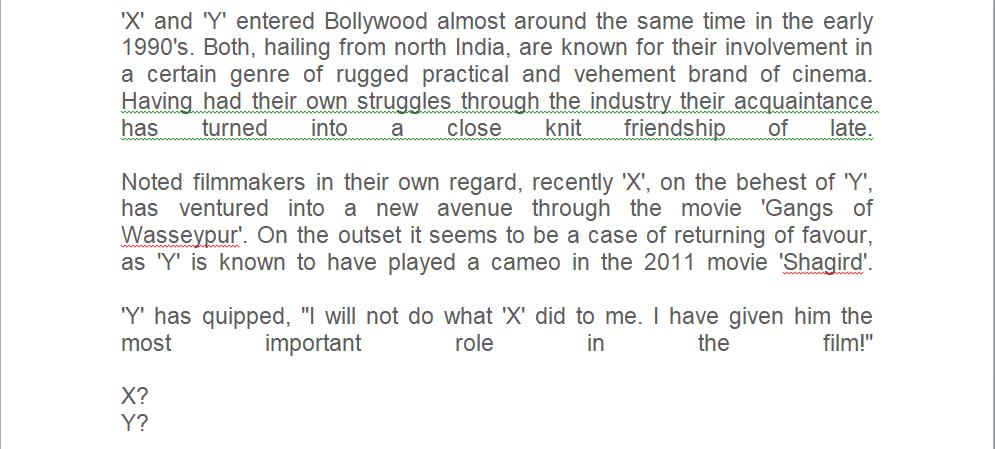 'X' and 'Y' entered Bollywood almost around the same time in the early
1990's. Both, hailing from north India, are known for their involvement in
a certain genre of rugged practical and vehement brand of cinema.
Having had their own struggles through the industry their acquaintance
has turned into a close knit friendship of late.
Noted filmmakers in their own regard, recently 'X', on the behest of 'Y',
has ventured into a new avenue through the movie 'Gangs of
Wasseypur'. On the outset it seems to be a case of returning of favour,
as 'Y' is known to have played a cameo in the 2011 movie 'Shagird'.
'Y' has quipped, "I will not do what 'X' did to me. I have given him the
most important role in the film!"
X?
Y?